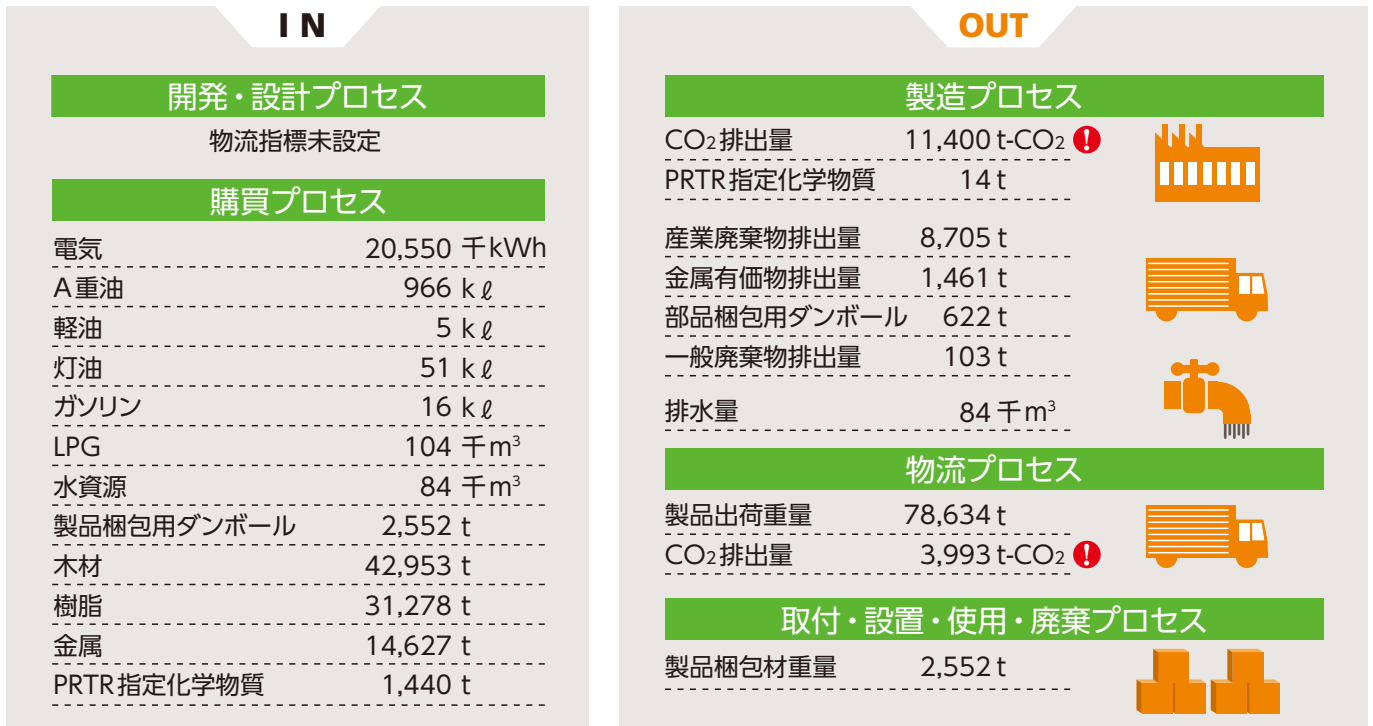 IN
開発・設計プロセス
物流指標未設定
購買プロセス
電気 20,550 千kWh
A重油 966 kℓ
軽油 5 kℓ
灯油 51 kℓ
ガソリン 16 kℓ
LPG 104 千m³
水資源 84 千m³
製品梱包用ダンボール 2,552 t
木材 42,953 t
樹脂 31,278 t
金属 14,627 t
PRTR指定化学物質 1,440 t
OUT
製造プロセス
CO₂排出量 11,400 t-CO₂ !
PRTR指定化学物質 14 t
産業廃棄物排出量 8,705 t
金属有価物排出量 1,461 t
部品梱包用ダンボール 622 t
一般廃棄物排出量 103 t
排水量 84 千m³
物流プロセス
製品出荷重量 78,634 t
CO₂排出量 3,993 t-CO₂ !
取付・設置・使用・廃棄プロセス
製品梱包材重量 2,552 t